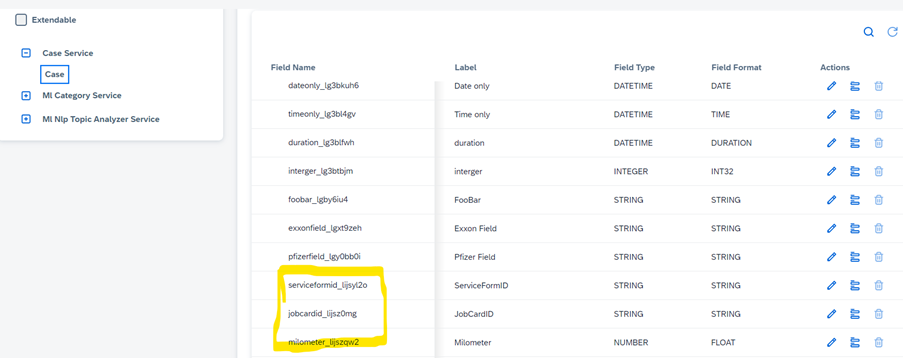 Extendable
Case Service
Case
Ml Category Service
Ml Nlp Topic Analyzer Service
Field Name Label Field Type Field Format Actions
dateonly_lg3bkuh6 Date only DATETIME DATE
timeonly_lg3bl4gv Time only DATETIME TIME
duration_lg3blfwh duration DATETIME DURATION
interger_lg3btbjm interger INTEGER INT32
foobar_lgby6iu4 FooBar STRING STRING
exxonfield_lgxt9zeh Exxon Field STRING STRING
pfizerfield_lgy0bb0i Pfizer Field STRING STRING
serviceformid_lijsyl2o ServiceFormID STRING STRING
jobcardid_lijsz0mg JobCardID STRING STRING
milometer_lijszqw2 Milometer NUMBER FLOAT